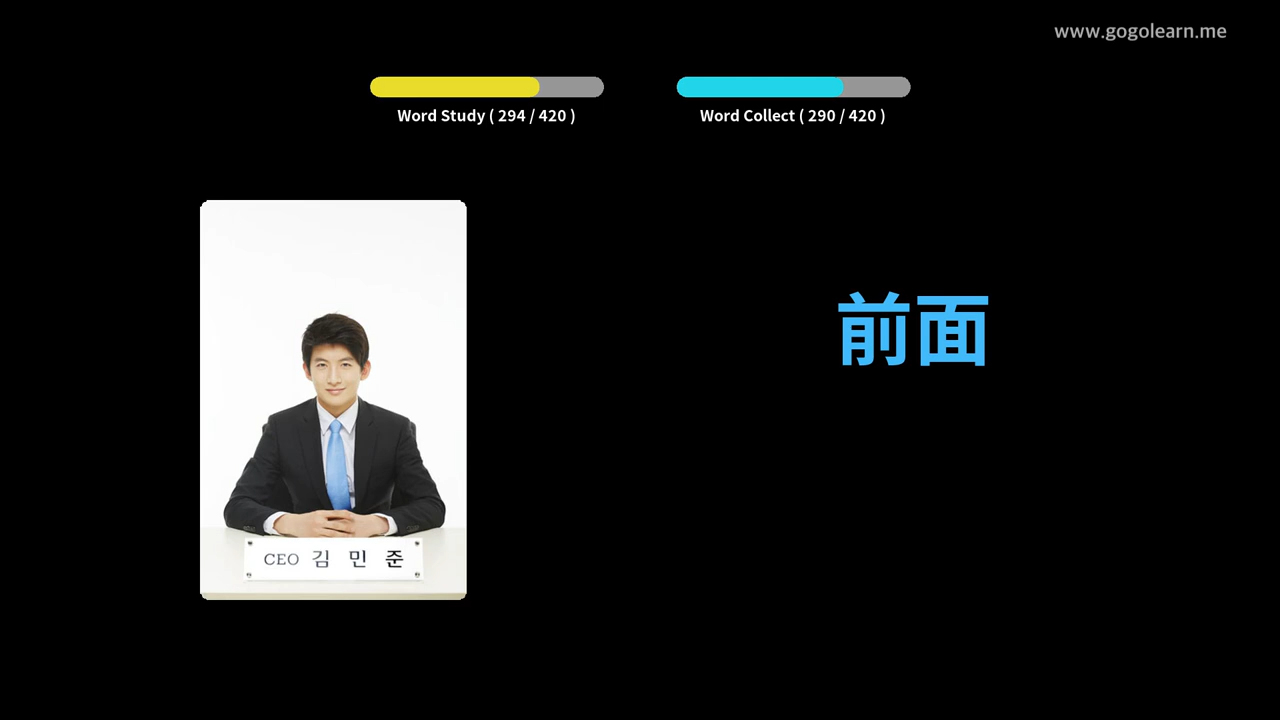 www.gogolearn.me
Word Study ( 294 / 420 )
Word Collect ( 290 / 420 )
前面
CEO 김 민 준